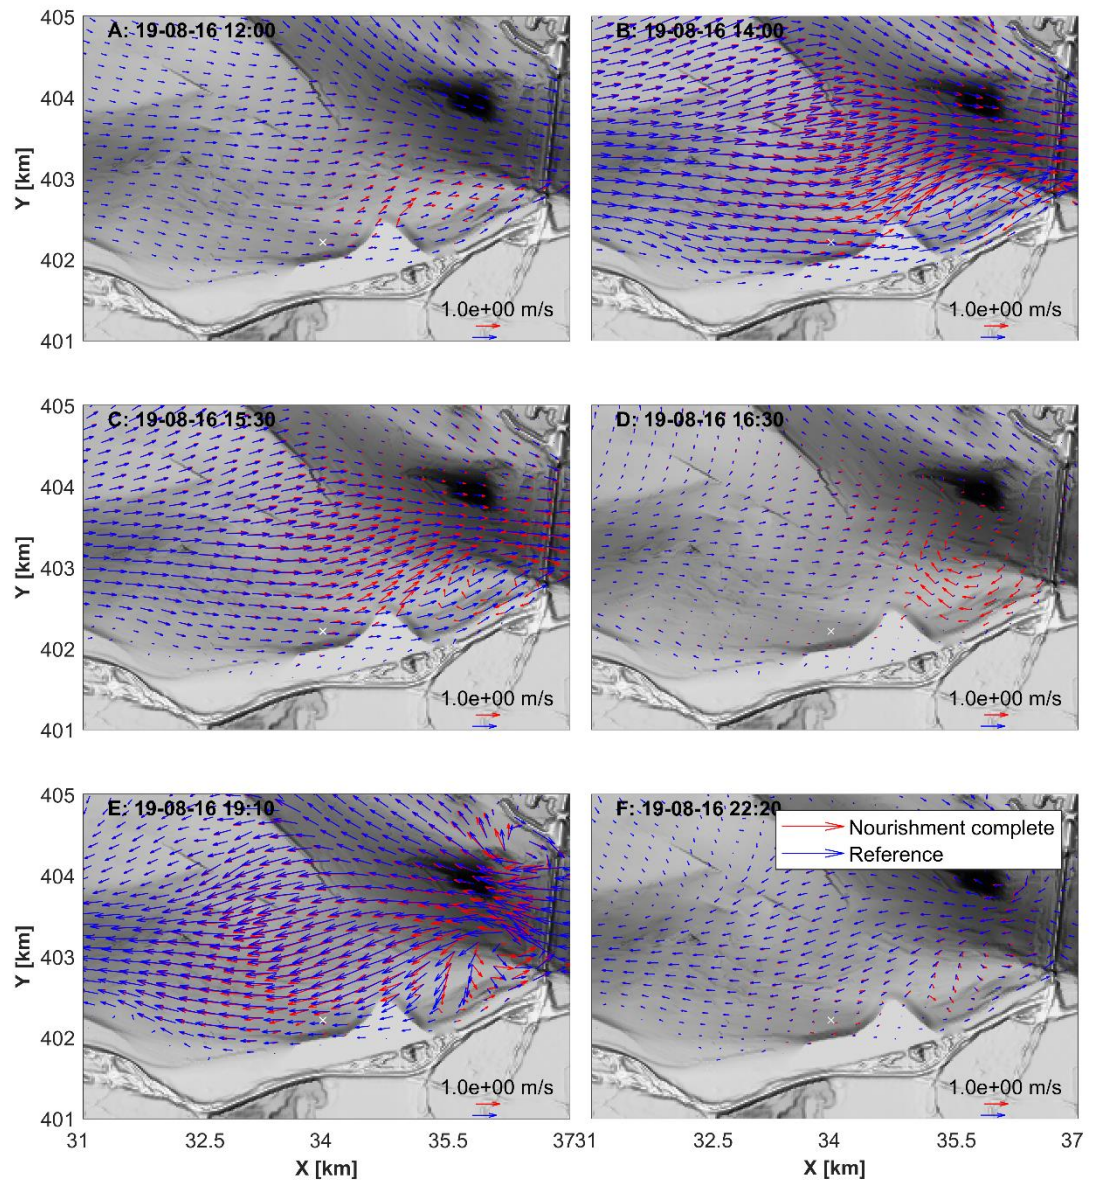 405
404
403
402
401
Y [km]
A: 19-08-16 12:00
1.0e+00 m/s
B: 19-08-16 14:00
1.0e+00 m/s
405
404
403
402
401
Y [km]
C: 19-08-16 15:30
1.0e+00 m/s
D: 19-08-16 16:30
1.0e+00 m/s
405
404
403
402
401
Y [km]
E: 19-08-16 19:10
1.0e+00 m/s
31 32.5 34 35.5 37
X [km]
F: 19-08-16 22:20
Nourishment complete
Reference
1.0e+00 m/s
31 32.5 34 35.5 37
X [km]